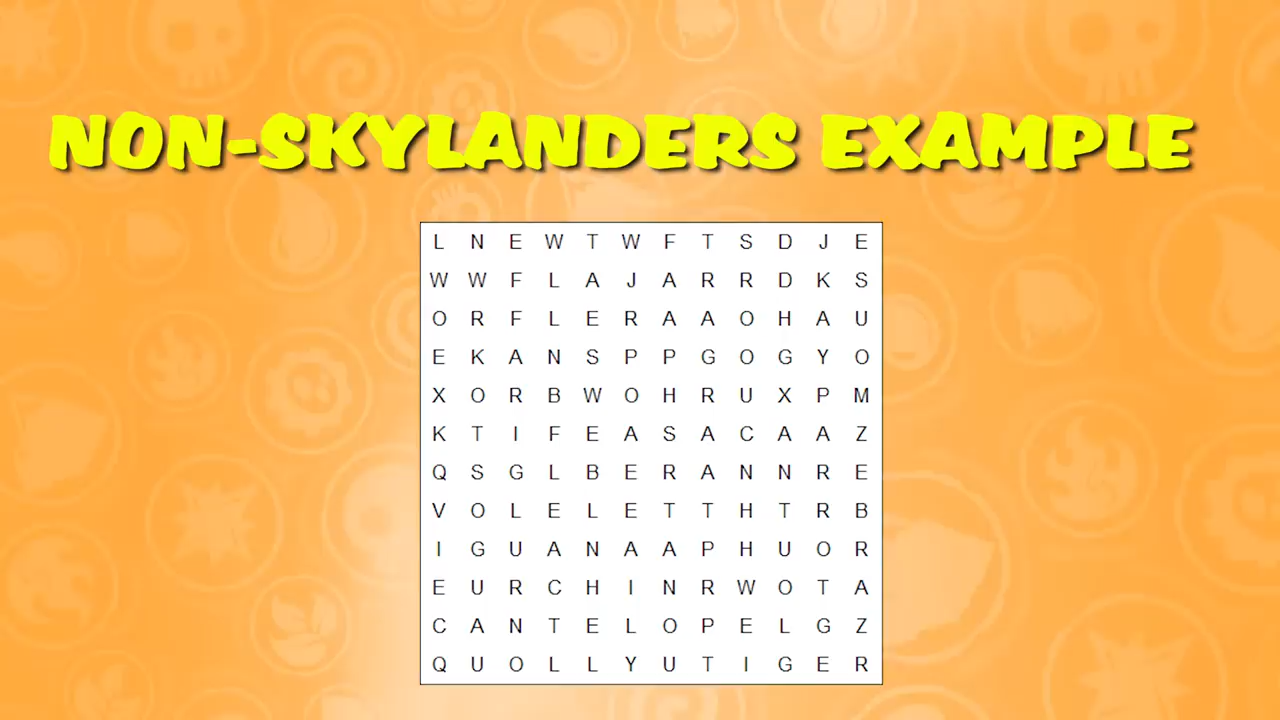 NON-SKYLANDERS EXAMPLE
L N E W T W F T S D J E
W W F L A J A R R D K S
O R F L E R A A O H A U
E K A N S P P G O G Y O
X O R B W O H R U X P M
K T I F E A S A C A A Z
Q S G L B E R A N N R E
V O L E L E T T H T R B
I G U A N A A P H U O R
E U R C H I N R W O T A
C A N T E L O P E L G Z
Q U O L L Y U T I G E R